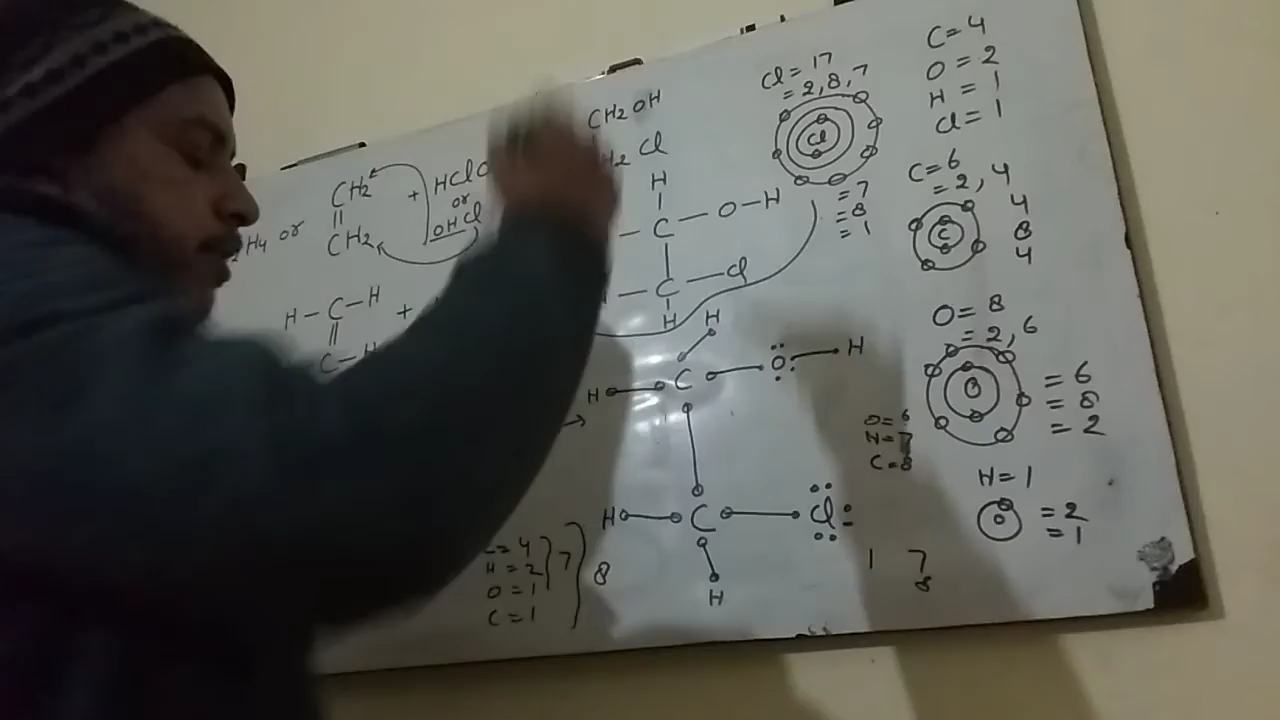 H4 or
CH2
||
CH2
+
HClO
or
OHCl
H-C-H
||
C-H
+
CH2OH
H2 Cl
H
-C-O-H
C-Cl
H
Cl = 17
= 2, 8, 7
Cl
= 7
= 8
= 1
C = 4
O = 2
H = 1
Cl = 1
C = 6
= 2, 4
C
4
8
4
O = 8
= 2, 6
= 6
= 8
= 2
H = 1
= 2
= 1
H
H C O H
H C Cl
H
→
O = 6
C = 8
= 4
H = 2
O = 1
C = 1
7
8
1 7
8